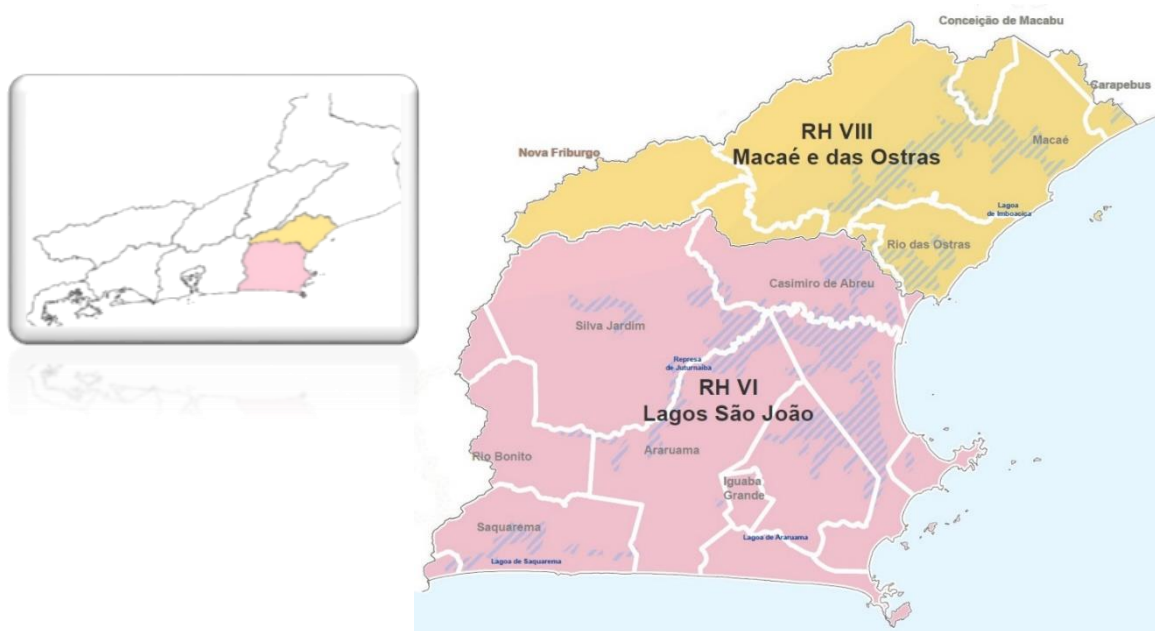 Conceição de Macabu
Carapebus
RH VIII
Macaé e das Ostras
Macaé
Nova Friburgo
Lagoa
de Imboacica
Rio das Ostras
Casimiro de Abreu
Silva Jardim
Represa
de Juturnaíba
RH VI
Lagos São João
Araruama
Rio Bonito
Iguaba
Grande
Saquarema
Lagoa de Araruama
Lagoa de Saquarema